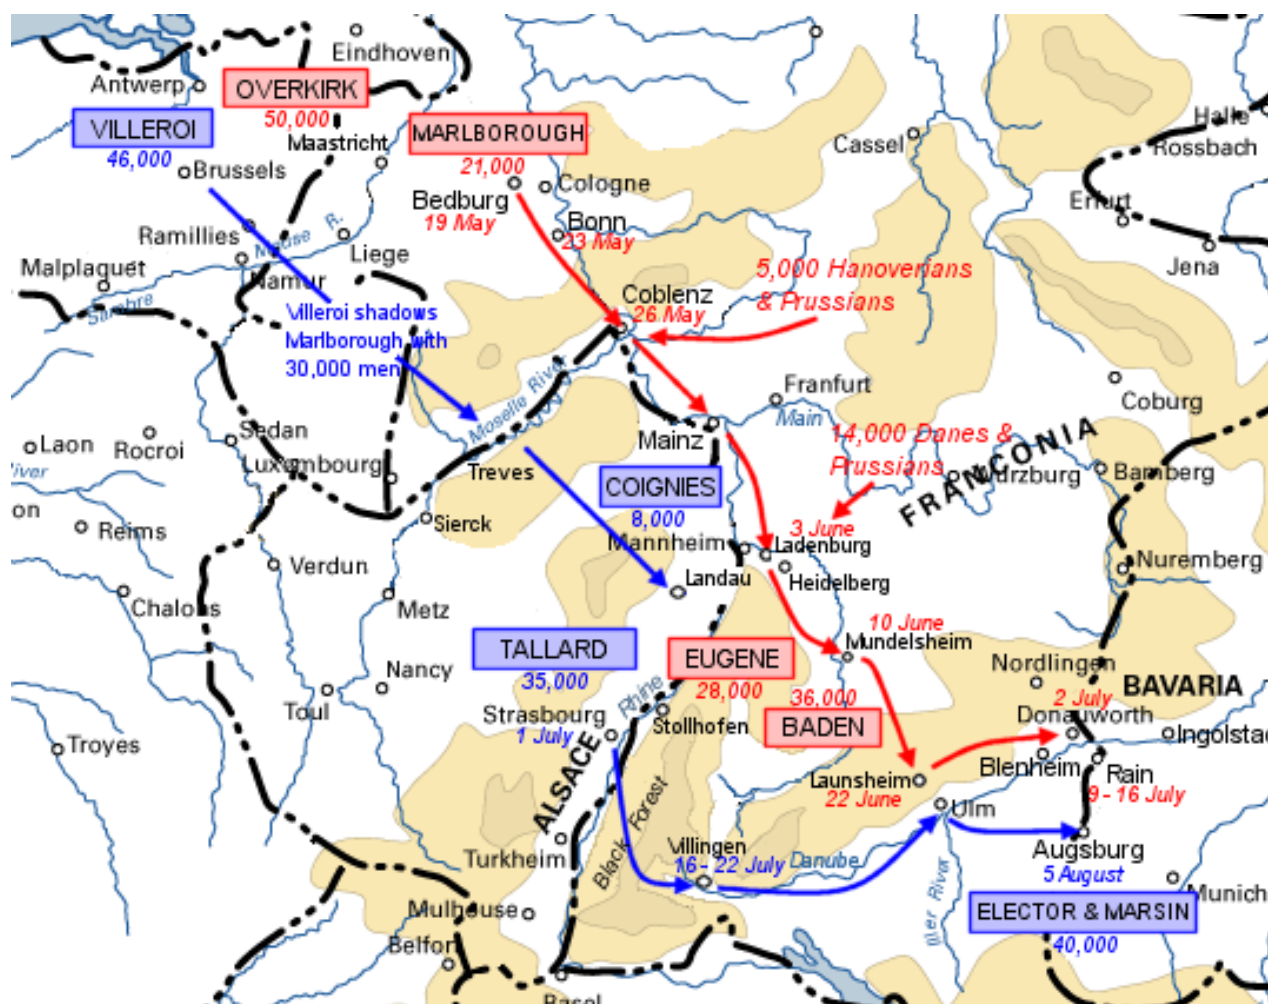 Eindhoven
Antwerp
OVERKIRK
50,000
VILLEROI
46,000
Maastricht
MARLBOROUGH
21,000
Halle
Rossbach
Cassel
Brussels
Cologne
Bedburg
19 May
Bonn
23 May
Erfurt
Ramillies
Meuse R.
Liege
Jena
Malplaquet
Namur
Sambre
5,000 Hanoverians
& Prussians
Coblenz
26 May
Villeroi shadows
Marlborough with
30,000 men
Moselle River
Franfurt
Main
Coburg
Mainz
14,000 Danes &
Prussians
FRANCONIA
Sedan
Laon
Rocroi
Luxembourg
Treves
Wurzburg
Bamberg
iver
on
COIGNIES
8,000
Reims
Sierck
3 June
Mannheim
Ladenburg
Heidelberg
Nuremberg
Verdun
Landau
Chalons
Metz
10 June
Mundelsheim
TALLARD
35,000
EUGENE
28,000
36,000
BADEN
Nancy
Nordlingen
2 July
BAVARIA
Toul
Rhine
Strasbourg
1 July
Stollhofen
Donauworth
Ingolsta
Troyes
ALSACE
Launsheim
22 June
Blenheim
Rain
9 - 16 July
Ulm
Black Forest
Turkheim
Villingen
16 - 22 July
Danube
Augsburg
5 August
Iller River
Munich
ELECTOR & MARSIN
40,000
Mulhouse
Belfort
Basel